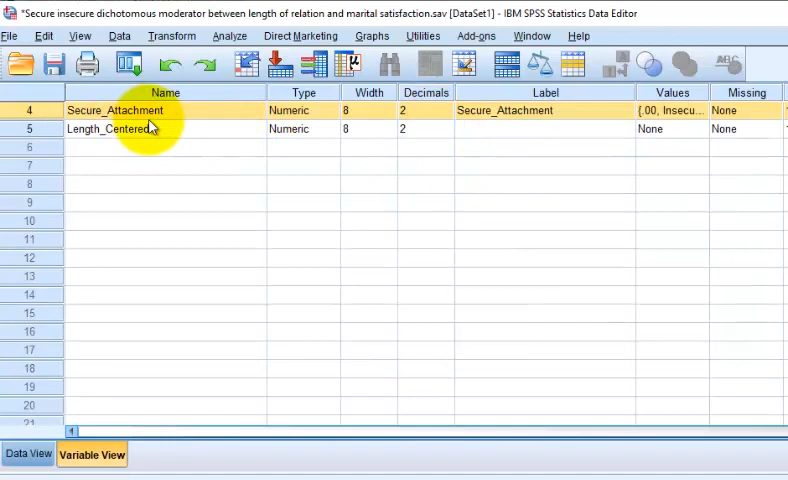 *Secure insecure dichotomous moderator between length of relation and marital satisfaction.sav [DataSet1] - IBM SPSS Statistics Data Editor
File Edit View Data Transform Analyze Direct Marketing Graphs Utilities Add-ons Window Help
Name Type Width Decimals Label Values Missing
4 Secure_Attachment Numeric 8 2 Secure_Attachment {.00, Insecu... None
5 Length_Centered Numeric 8 2 None None
6
7
8
9
10
11
12
13
14
15
16
17
18
19
20
21
Data View Variable View